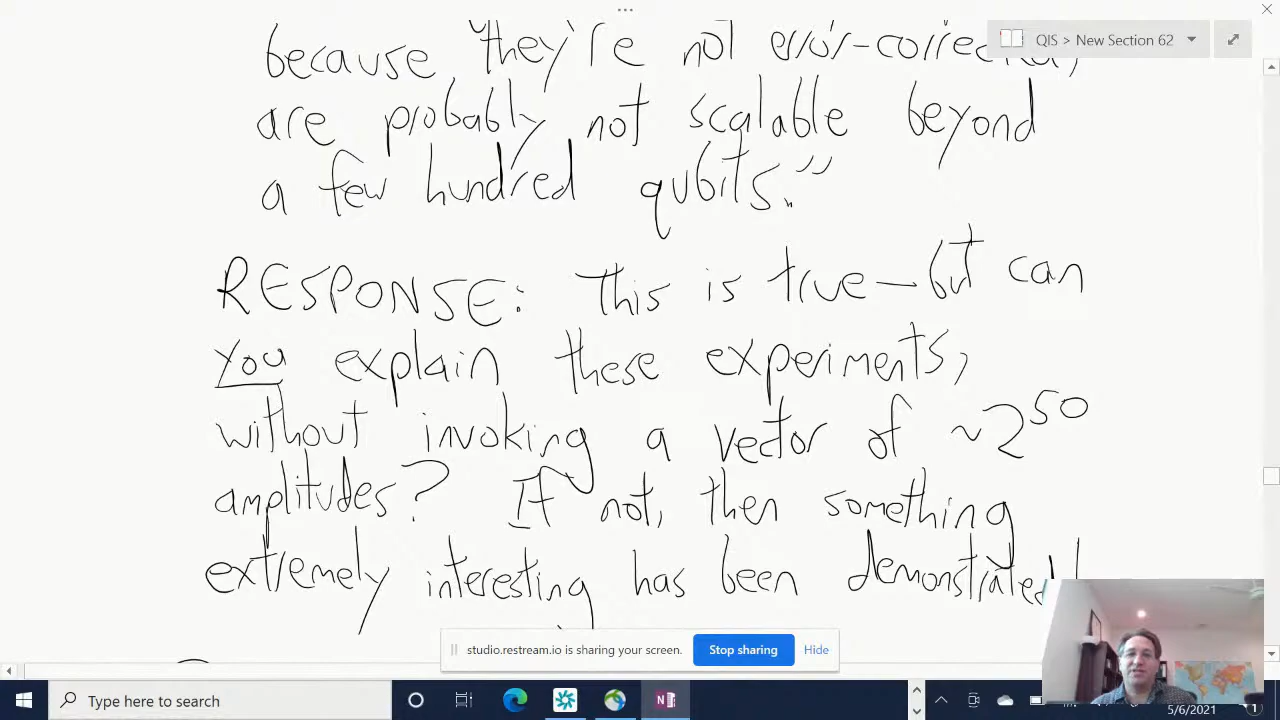 because they're not error-corrected,
QIS > New Section 62
are probably not scalable beyond
a few hundred qubits."
RESPONSE: This is true—but can
you explain these experiments,
without invoking a vector of ~2^50
amplitudes? If not, then something
extremely interesting has been demonstrated!
studio.restream.io is sharing your screen.
Stop sharing
Hide
Type here to search
5/6/2021